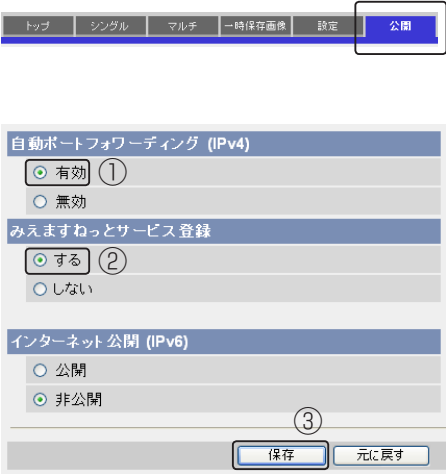 トップ シングル マルチ 一時保存画像 設定 公開
自動ポートフォワーディング (IPv4)
有効 ①
無効
みえますねっとサービス登録
する ②
しない
インターネット公開 (IPv6)
公開
非公開
③
保存 元に戻す